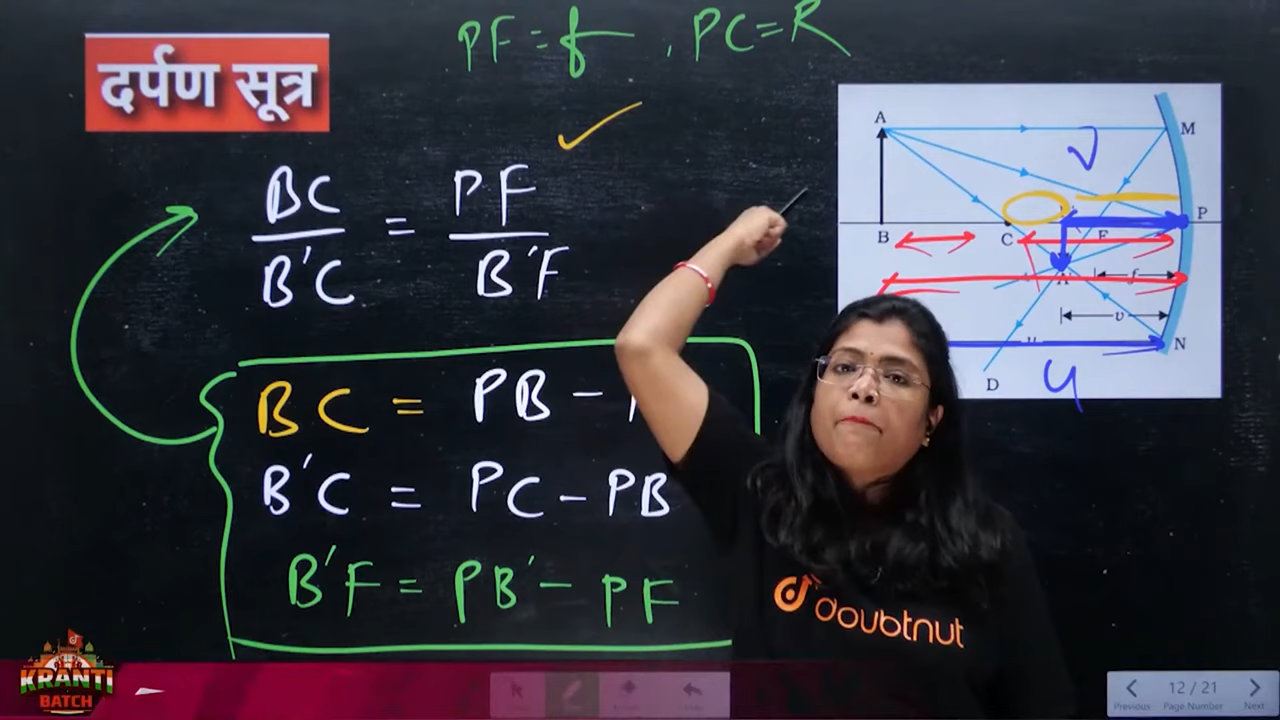 PF = f , PC = R
दर्पण सूत्र
BC / B'C = PF / B'F
BC = PB -
B'C = PC - PB
B'F = PB' - PF
A
M
v
B
C
F
P
A'
f
v
u
N
D
u
doubtnut
KRANTI
BATCH
12 / 21
Previous
Page Number
Next